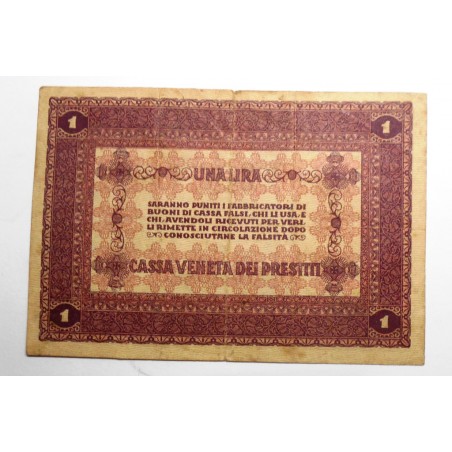 1 1
UNA LIRA
SARANNO PUNITI I FABBRICATORI DI
BUONI DI CASSA FALSI, CHI LI USA, E
CHI, AVENDOLI RICEVUTI PER VERI,
LI RIMETTE IN CIRCOLAZIONE DOPO
CONOSCIUTANE LA FALSITÀ
CASSA VENETA DEI PRESTITI
1 1